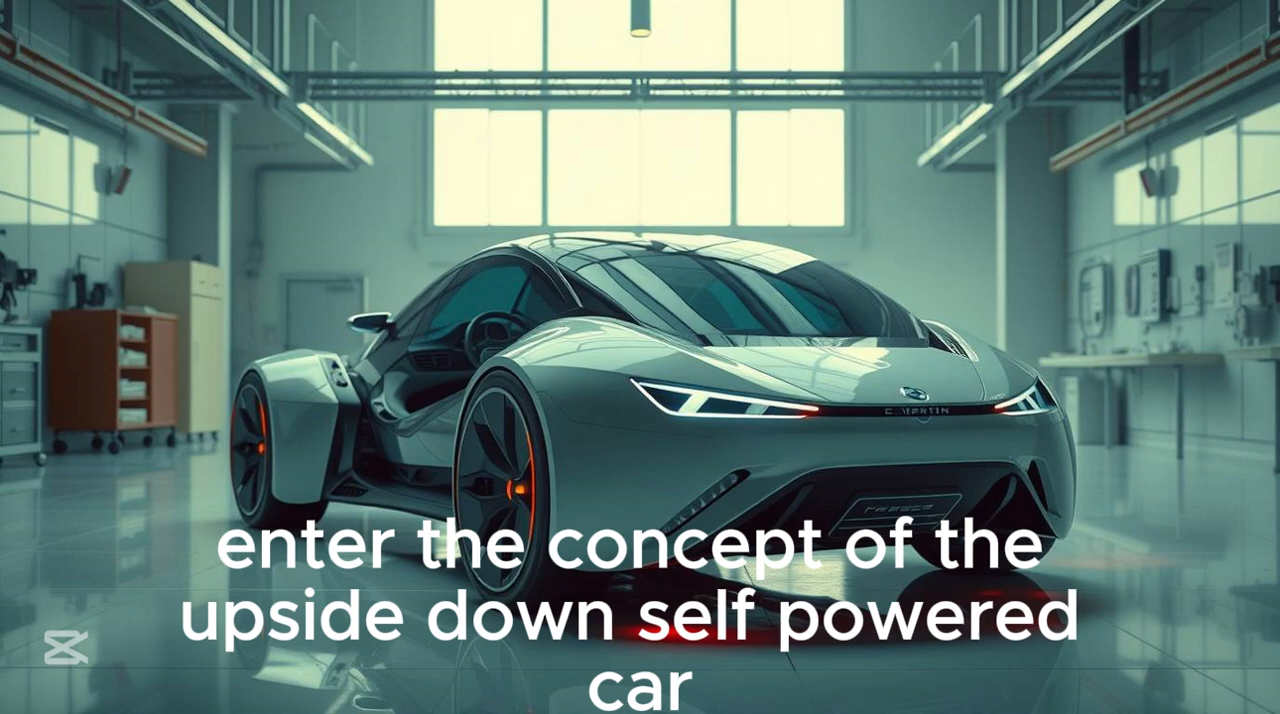 enter the concept of the
upside down self powered
car